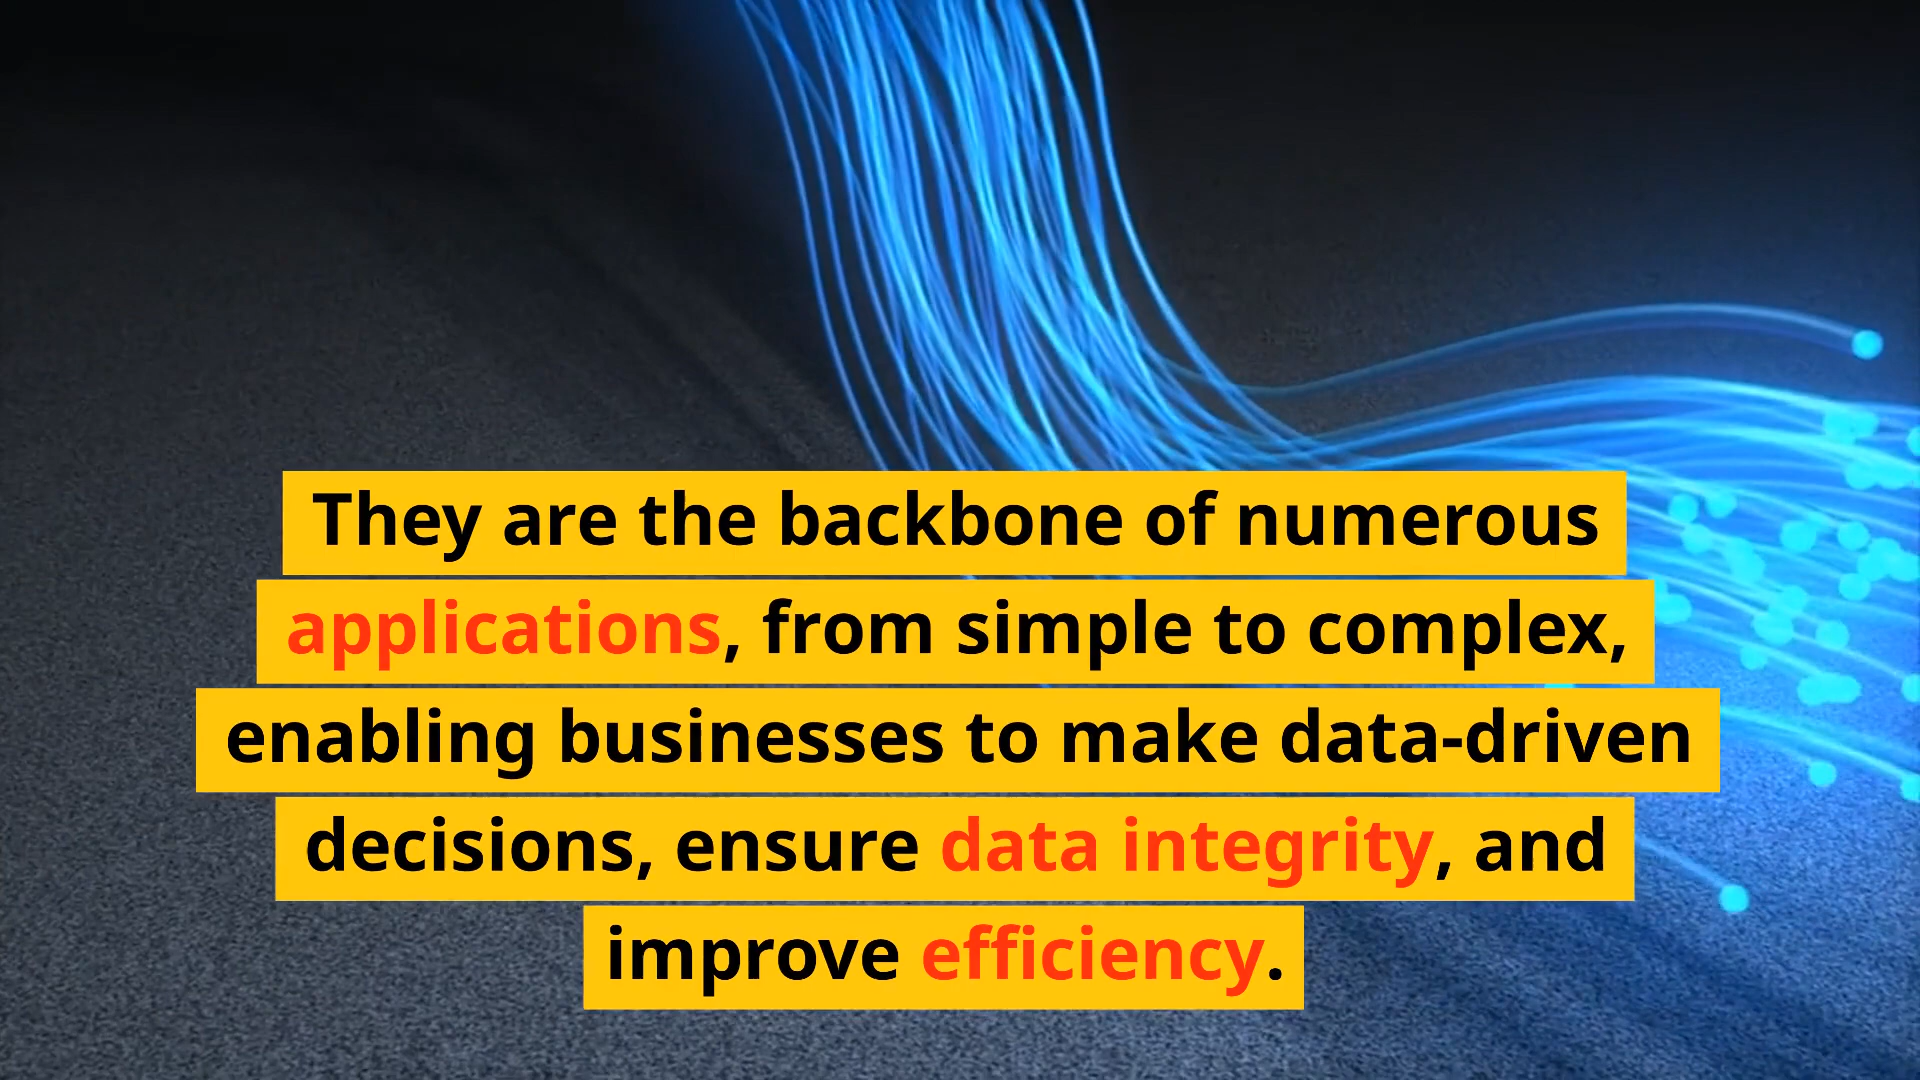 They are the backbone of numerous
applications, from simple to complex,
enabling businesses to make data-driven
decisions, ensure data integrity, and
improve efficiency.